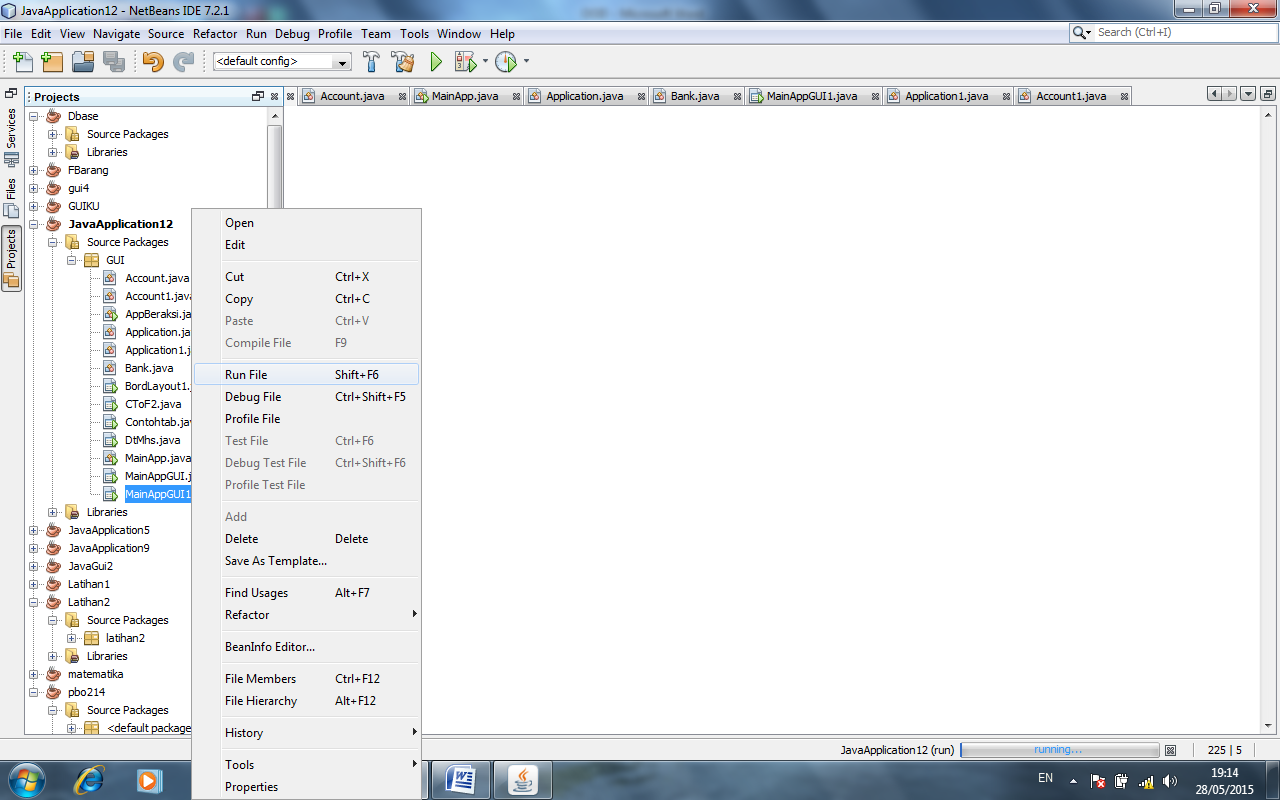 JavaApplication12 - NetBeans IDE 7.2.1
File Edit View Navigate Source Refactor Run Debug Profile Team Tools Window Help
Search (Ctrl+I)
<default config>
Services
Files
Projects
Projects
Account.java
MainApp.java
Application.java
Bank.java
MainAppGUI1.java
Application1.java
Account1.java
Dbase
Source Packages
Libraries
FBarang
gui4
GUIKU
JavaApplication12
Source Packages
GUI
Account.java
Account1.java
AppBeraksi.ja
Application.ja
Application1.j
Bank.java
BordLayout1.
CToF2.java
Contohtab.jav
DtMhs.java
MainApp.java
MainAppGUI.j
MainAppGUI1
Libraries
JavaApplication5
JavaApplication9
JavaGui2
Latihan1
Latihan2
Source Packages
latihan2
Libraries
matematika
pbo214
Source Packages
<default package
Open
Edit
Cut Ctrl+X
Copy Ctrl+C
Paste Ctrl+V
Compile File F9
Run File Shift+F6
Debug File Ctrl+Shift+F5
Profile File
Test File Ctrl+F6
Debug Test File Ctrl+Shift+F6
Profile Test File
Add
Delete Delete
Save As Template...
Find Usages Alt+F7
Refactor
BeanInfo Editor...
File Members Ctrl+F12
File Hierarchy Alt+F12
History
Tools
Properties
JavaApplication12 (run) running... 225 | 5
EN
19:14
28/05/2015